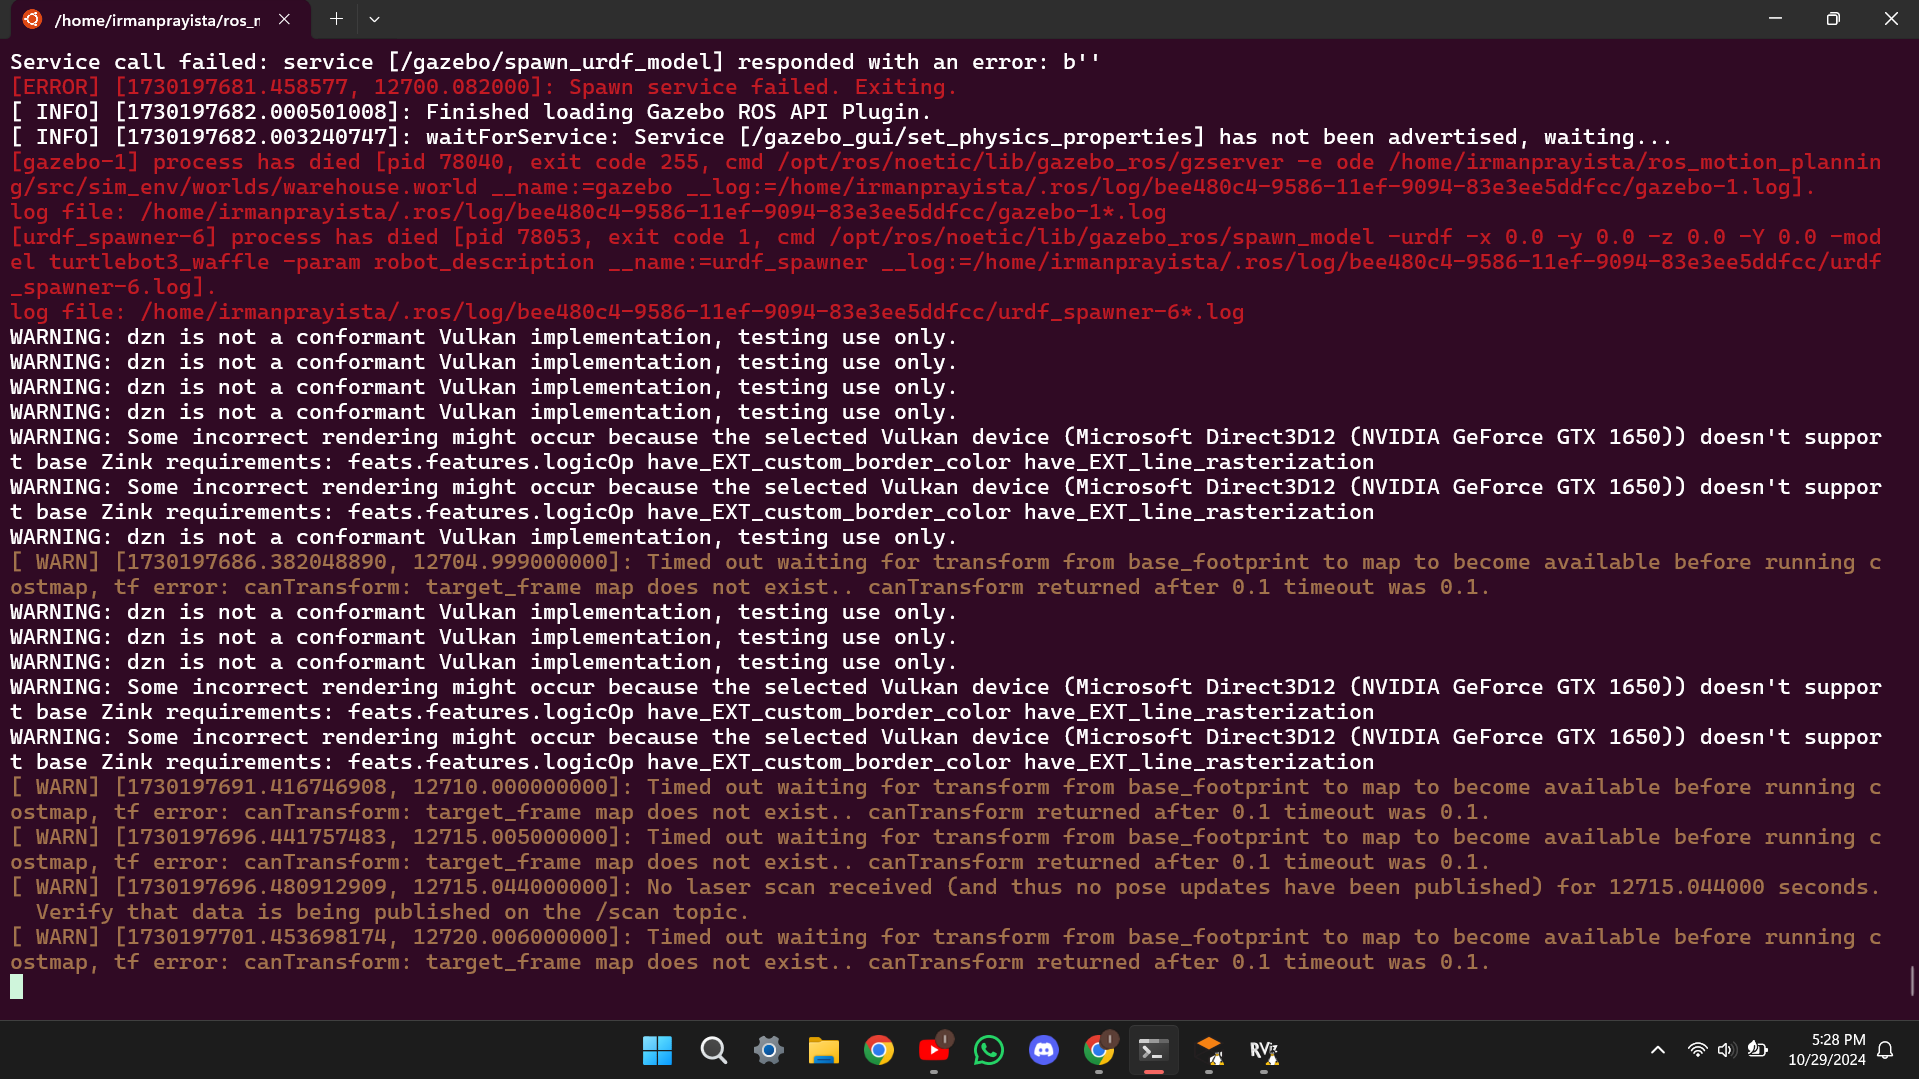 /home/irmanprayista/ros_n
Service call failed: service [/gazebo/spawn_urdf_model] responded with an error: b''
[ERROR] [1730197681.458577, 12700.082000]: Spawn service failed. Exiting.
[ INFO] [1730197682.000501008]: Finished loading Gazebo ROS API Plugin.
[ INFO] [1730197682.003240747]: waitForService: Service [/gazebo_gui/set_physics_properties] has not been advertised, waiting...
[gazebo-1] process has died [pid 78040, exit code 255, cmd /opt/ros/noetic/lib/gazebo_ros/gzserver -e ode /home/irmanprayista/ros_motion_plannin
g/src/sim_env/worlds/warehouse.world __name:=gazebo __log:=/home/irmanprayista/.ros/log/bee480c4-9586-11ef-9094-83e3ee5ddfcc/gazebo-1.log].
log file: /home/irmanprayista/.ros/log/bee480c4-9586-11ef-9094-83e3ee5ddfcc/gazebo-1*.log
[urdf_spawner-6] process has died [pid 78053, exit code 1, cmd /opt/ros/noetic/lib/gazebo_ros/spawn_model -urdf -x 0.0 -y 0.0 -z 0.0 -Y 0.0 -mod
el turtlebot3_waffle -param robot_description __name:=urdf_spawner __log:=/home/irmanprayista/.ros/log/bee480c4-9586-11ef-9094-83e3ee5ddfcc/urdf
_spawner-6.log].
log file: /home/irmanprayista/.ros/log/bee480c4-9586-11ef-9094-83e3ee5ddfcc/urdf_spawner-6*.log
WARNING: dzn is not a conformant Vulkan implementation, testing use only.
WARNING: dzn is not a conformant Vulkan implementation, testing use only.
WARNING: dzn is not a conformant Vulkan implementation, testing use only.
WARNING: dzn is not a conformant Vulkan implementation, testing use only.
WARNING: Some incorrect rendering might occur because the selected Vulkan device (Microsoft Direct3D12 (NVIDIA GeForce GTX 1650)) doesn't suppor
t base Zink requirements: feats.features.logicOp have_EXT_custom_border_color have_EXT_line_rasterization
WARNING: Some incorrect rendering might occur because the selected Vulkan device (Microsoft Direct3D12 (NVIDIA GeForce GTX 1650)) doesn't suppor
t base Zink requirements: feats.features.logicOp have_EXT_custom_border_color have_EXT_line_rasterization
WARNING: dzn is not a conformant Vulkan implementation, testing use only.
[ WARN] [1730197686.382048890, 12704.999000000]: Timed out waiting for transform from base_footprint to map to become available before running c
ostmap, tf error: canTransform: target_frame map does not exist.. canTransform returned after 0.1 timeout was 0.1.
WARNING: dzn is not a conformant Vulkan implementation, testing use only.
WARNING: dzn is not a conformant Vulkan implementation, testing use only.
WARNING: dzn is not a conformant Vulkan implementation, testing use only.
WARNING: Some incorrect rendering might occur because the selected Vulkan device (Microsoft Direct3D12 (NVIDIA GeForce GTX 1650)) doesn't suppor
t base Zink requirements: feats.features.logicOp have_EXT_custom_border_color have_EXT_line_rasterization
WARNING: Some incorrect rendering might occur because the selected Vulkan device (Microsoft Direct3D12 (NVIDIA GeForce GTX 1650)) doesn't suppor
t base Zink requirements: feats.features.logicOp have_EXT_custom_border_color have_EXT_line_rasterization
[ WARN] [1730197691.416746908, 12710.000000000]: Timed out waiting for transform from base_footprint to map to become available before running c
ostmap, tf error: canTransform: target_frame map does not exist.. canTransform returned after 0.1 timeout was 0.1.
[ WARN] [1730197696.441757483, 12715.005000000]: Timed out waiting for transform from base_footprint to map to become available before running c
ostmap, tf error: canTransform: target_frame map does not exist.. canTransform returned after 0.1 timeout was 0.1.
[ WARN] [1730197696.480912909, 12715.044000000]: No laser scan received (and thus no pose updates have been published) for 12715.044000 seconds.
  Verify that data is being published on the /scan topic.
[ WARN] [1730197701.453698174, 12720.006000000]: Timed out waiting for transform from base_footprint to map to become available before running c
ostmap, tf error: canTransform: target_frame map does not exist.. canTransform returned after 0.1 timeout was 0.1.
RViz
5:28 PM
10/29/2024